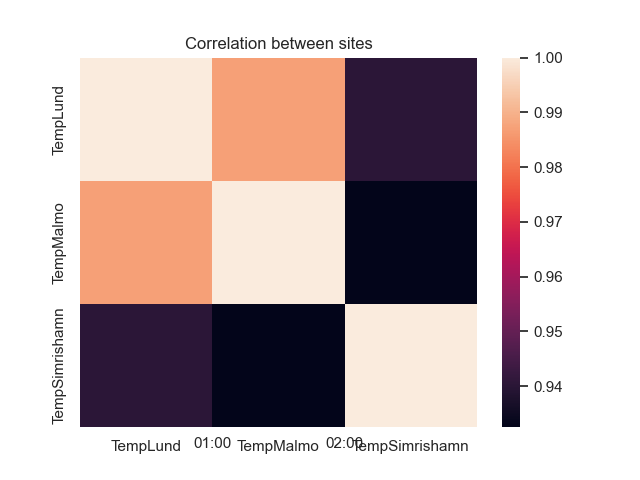 Correlation between sites
TempLund
TempMalmo
TempSimrishamn
TempLund
01:00
TempMalmo
02:00
TempSimrishamn
1.00
0.99
0.98
0.97
0.96
0.95
0.94